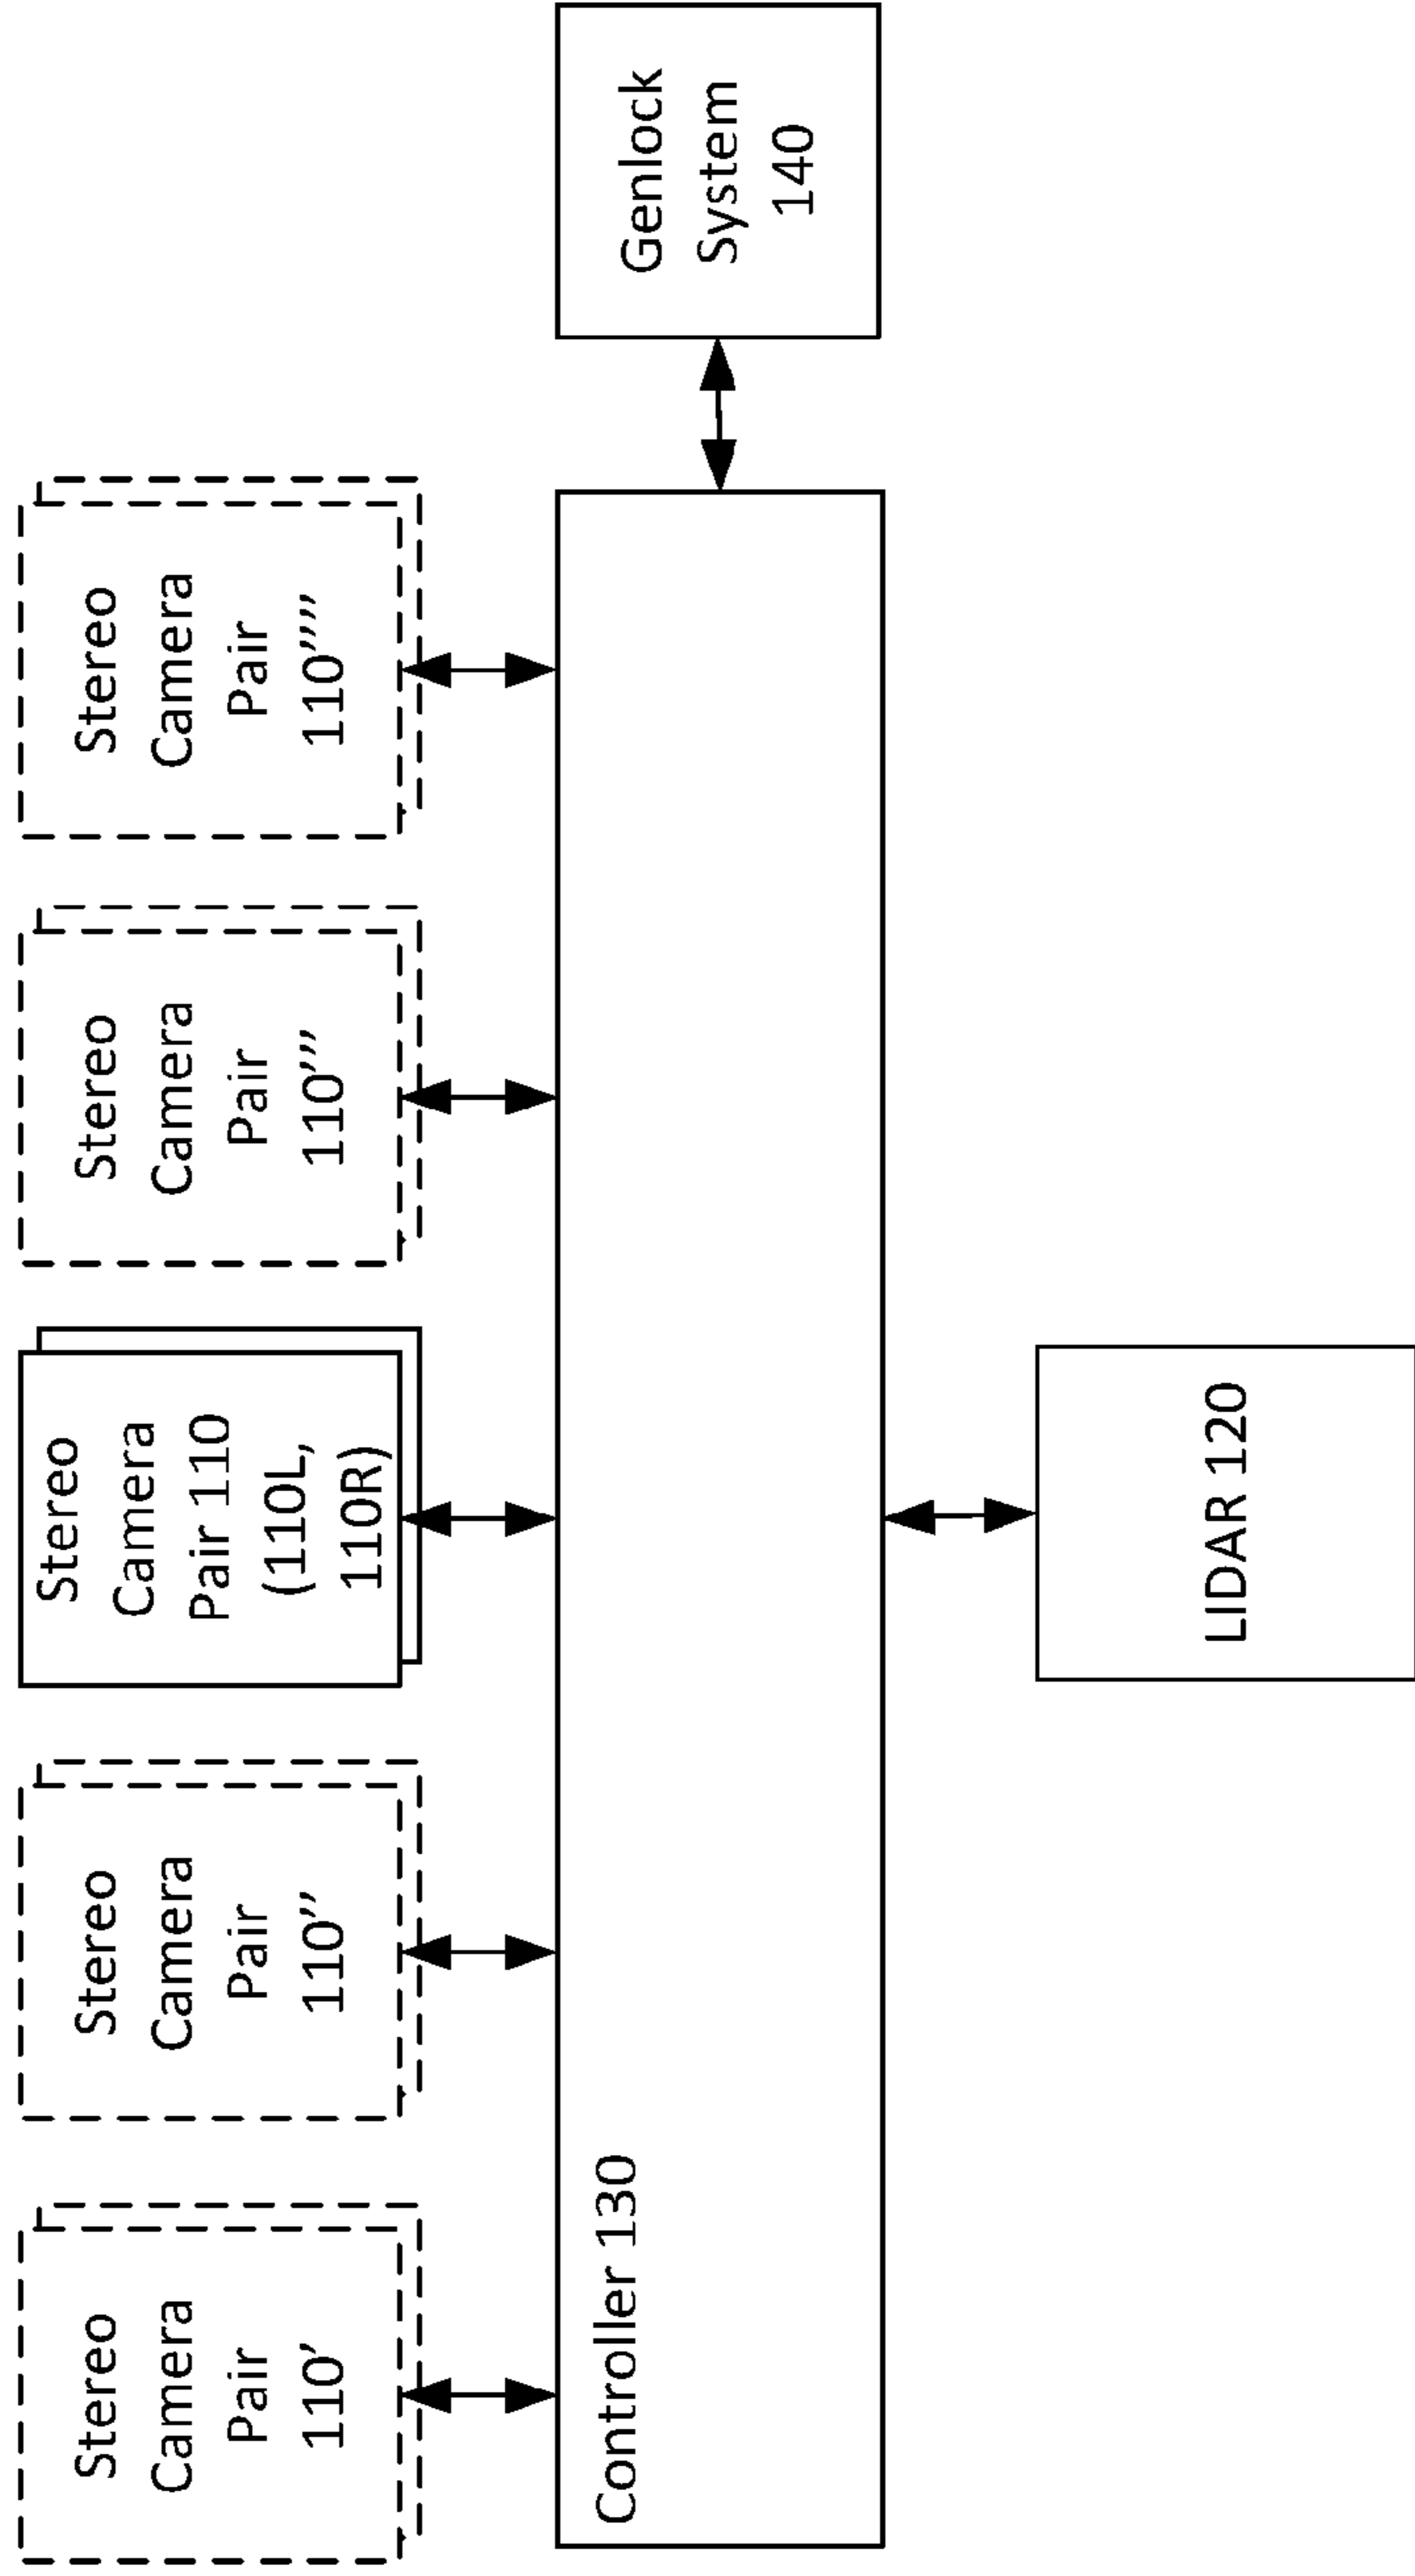 Stereo
Camera
Pair
110′
Stereo
Camera
Pair
110′′
Stereo
Camera
Pair 110
(110L,
110R)
Stereo
Camera
Pair
110′′′
Stereo
Camera
Pair
110′′′′
Controller 130
Genlock
System
140
LIDAR 120